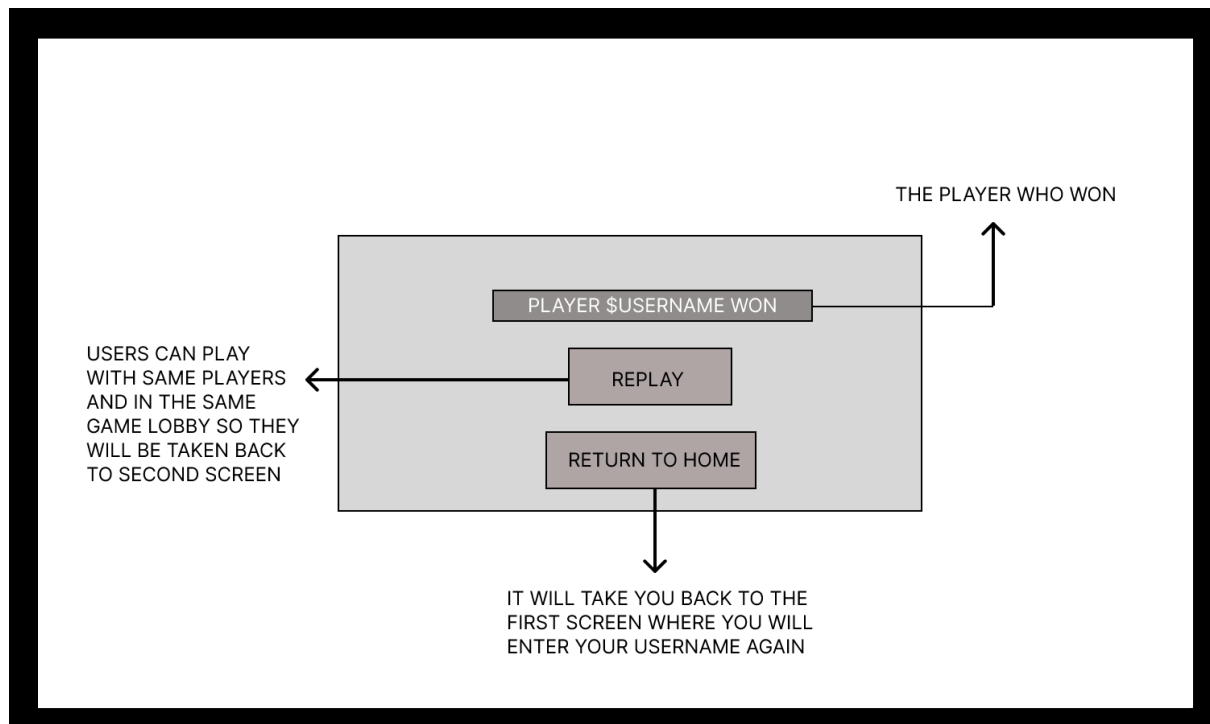 THE PLAYER WHO WON
PLAYER $USERNAME WON
USERS CAN PLAY
WITH SAME PLAYERS
AND IN THE SAME
GAME LOBBY SO THEY
WILL BE TAKEN BACK
TO SECOND SCREEN
REPLAY
RETURN TO HOME
IT WILL TAKE YOU BACK TO THE
FIRST SCREEN WHERE YOU WILL
ENTER YOUR USERNAME AGAIN